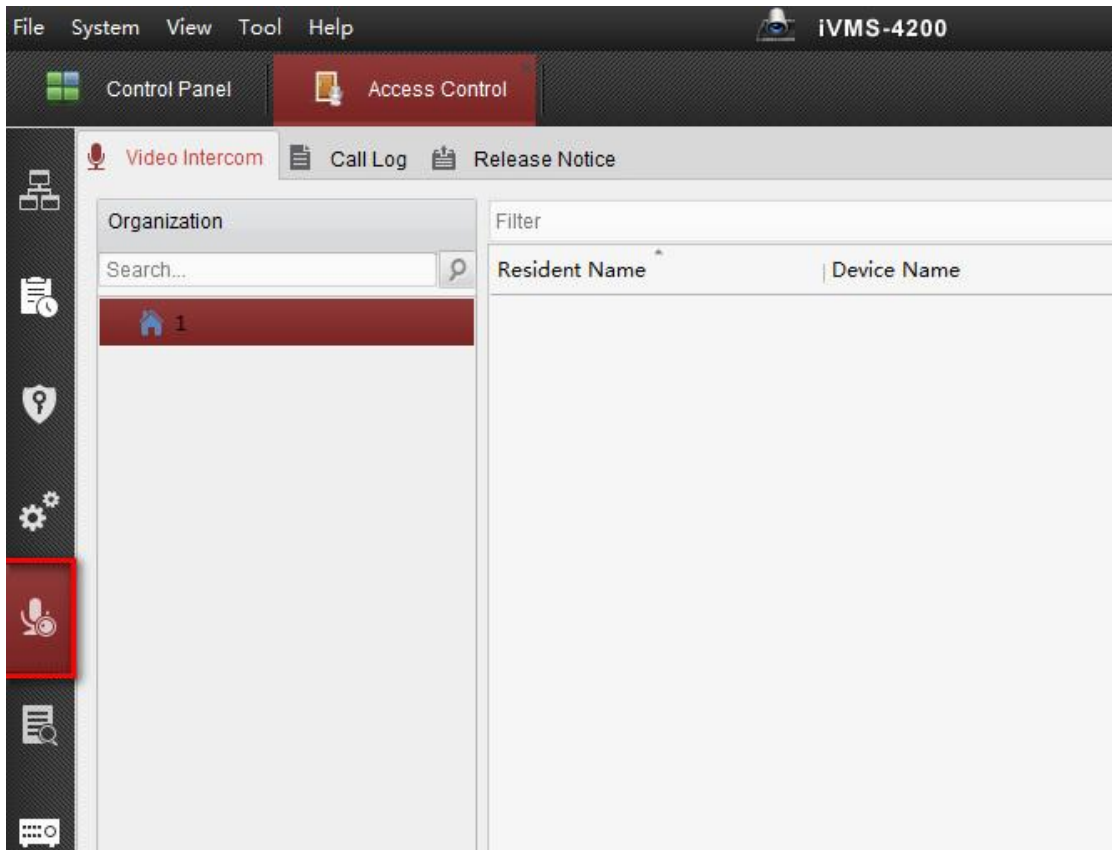 File System View Tool Help iVMS-4200
Control Panel Access Control
Video Intercom Call Log Release Notice
Organization
Filter
Search...
Resident Name Device Name
1